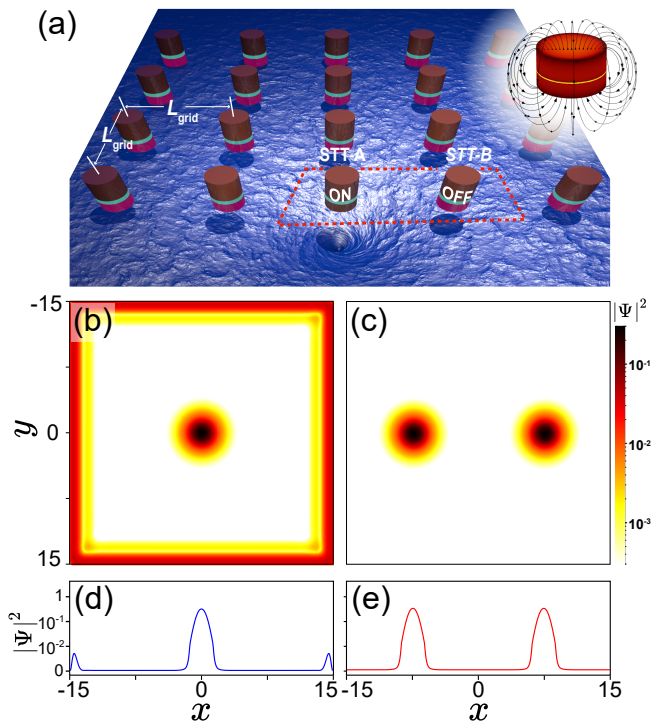 (a)
L_grid
L_grid
STT-A
STT-B
ON
OFF
(b)
(c)
|Ψ|²
-15
0
15
y
10⁻¹
10⁻²
10⁻³
(d)
(e)
|Ψ|²
1
10⁻¹
10⁻²
0
-15
0
15
-15
0
15
x
x